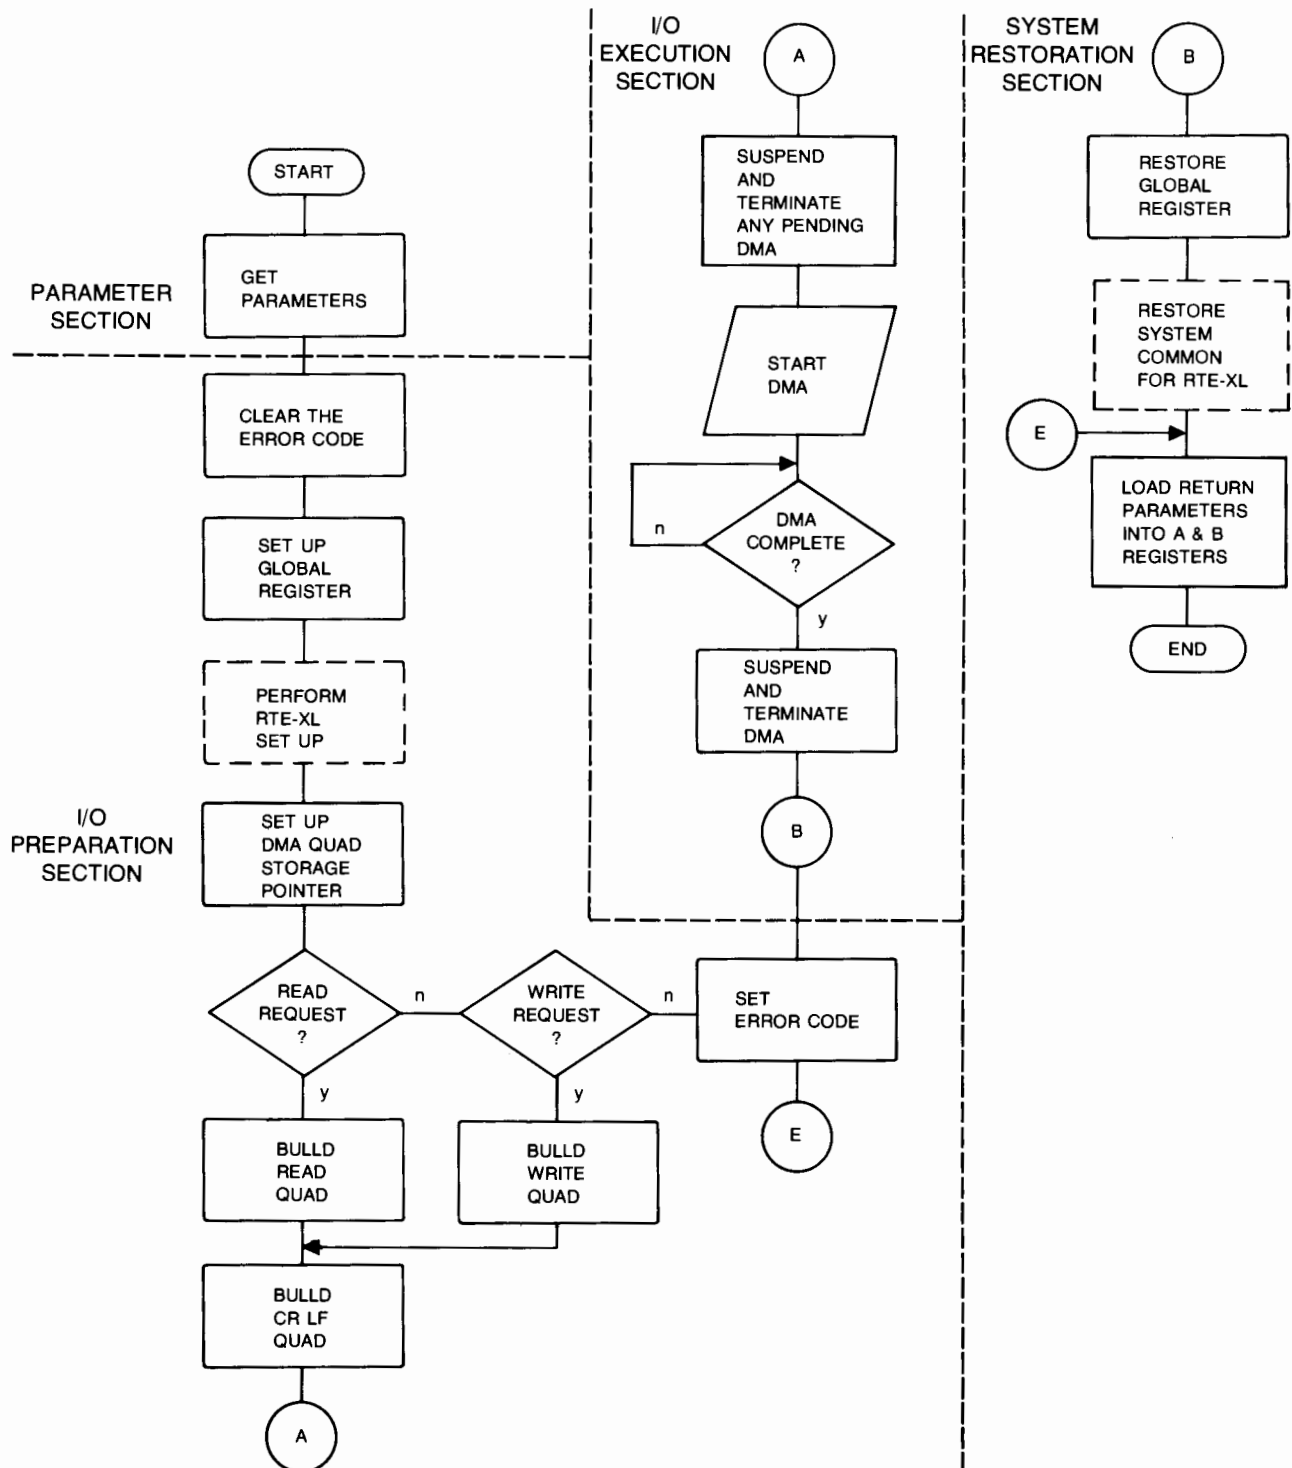 START
GET
PARAMETERS
PARAMETER
SECTION
CLEAR THE
ERROR CODE
SET UP
GLOBAL
REGISTER
PERFORM
RTE-XL
SET UP
I/O
PREPARATION
SECTION
SET UP
DMA QUAD
STORAGE
POINTER
READ
REQUEST
?
n
WRITE
REQUEST
?
n
SET
ERROR CODE
y
y
E
BULLD
READ
QUAD
BULLD
WRITE
QUAD
BULLD
CR LF
QUAD
A
I/O
EXECUTION
SECTION
A
SUSPEND
AND
TERMINATE
ANY PENDING
DMA
START
DMA
DMA
COMPLETE
?
n
y
SUSPEND
AND
TERMINATE
DMA
B
SYSTEM
RESTORATION
SECTION
B
RESTORE
GLOBAL
REGISTER
RESTORE
SYSTEM
COMMON
FOR RTE-XL
E
LOAD RETURN
PARAMETERS
INTO A & B
REGISTERS
END